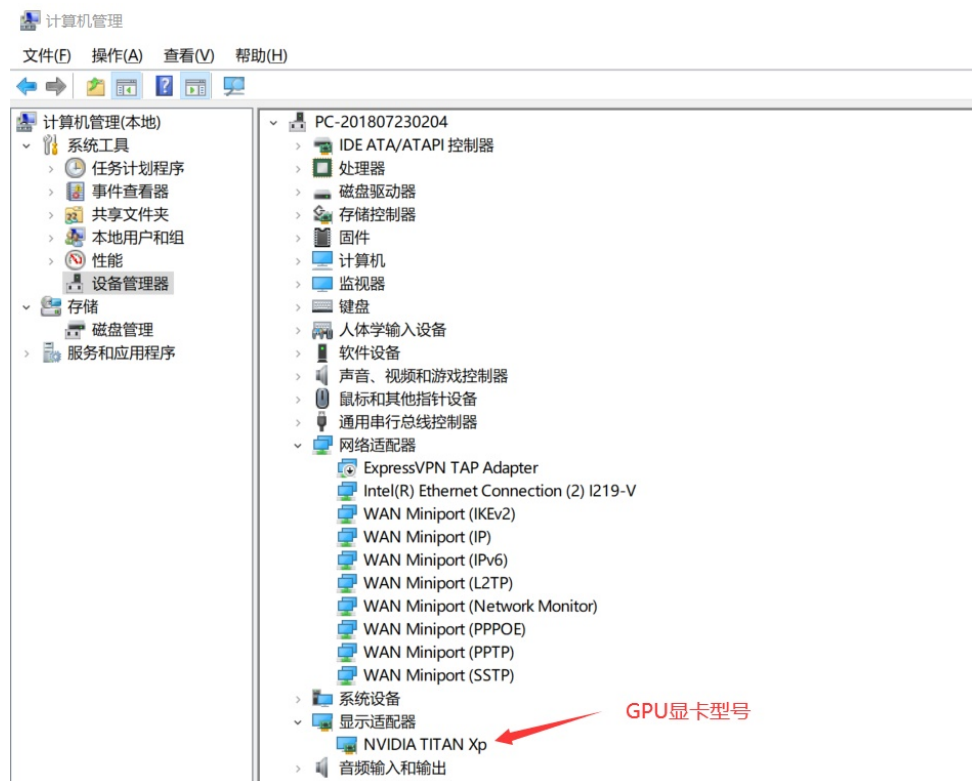 计算机管理
文件(F) 操作(A) 查看(V) 帮助(H)
计算机管理(本地)
系统工具
任务计划程序
事件查看器
共享文件夹
本地用户和组
性能
设备管理器
存储
磁盘管理
服务和应用程序
PC-201807230204
IDE ATA/ATAPI 控制器
处理器
磁盘驱动器
存储控制器
固件
计算机
监视器
键盘
人体学输入设备
软件设备
声音、视频和游戏控制器
鼠标和其他指针设备
通用串行总线控制器
网络适配器
ExpressVPN TAP Adapter
Intel(R) Ethernet Connection (2) I219-V
WAN Miniport (IKEv2)
WAN Miniport (IP)
WAN Miniport (IPv6)
WAN Miniport (L2TP)
WAN Miniport (Network Monitor)
WAN Miniport (PPPOE)
WAN Miniport (PPTP)
WAN Miniport (SSTP)
系统设备
显示适配器
GPU显卡型号
NVIDIA TITAN Xp
音频输入和输出